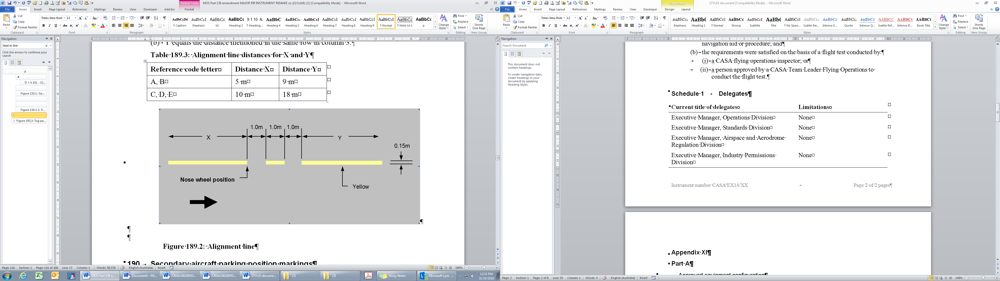 MOS Part 139 amendment MAJOR PIR INSTRUMENT REMAKE ns (11Oct16) (2) [Compatibility Mode] - Microsoft Word
Picture Tools
File Home Insert Page Layout References Mailings Review View Developer Add-Ins Format
Paste
Cut
Copy
Format Painter
Clipboard
Times New Rom 12
Font
Paragraph
AaBbCcDd AaBbCcL AaBbCc AaBbCc 9.1.10 AaBbC AaBbCc AaBbCcI AaBbCcI AaBbCcL AaBbCcI AaBbCcI AaBbCc AaBbCc
¶ Caption Emphasis h1 Heading 3 ¶ Heading... Heading 4 Heading 5 Heading 6 Heading 7 Heading 8 Heading 9 ¶ Normal ¶ Note Lvl 1 p
Styles
Change Styles
Find
Replace
Select
Editing
Shrink One Page
New Group
Navigation
lead in line
Click the arrows to continue your search
D = k ((S1 - S2...
Figure 133.1: Ga...
Figure 150.1-1: P...
Figure 193.3: Tug pa...
(b) Y equals the distance mentioned in the same row in column 3.¶
Table 189.3: Alignment line distances for X and Y¶
Reference code letter Distance X Distance Y
A, B 5 m 9 m
C, D, E 10 m 18 m
1.0m 1.0m 1.0m
X Y
0.15m
Nose wheel position
Yellow
¶
¶
¶
Figure 189.2: Alignment line¶
190 Secondary aircraft parking position markings¶
Page: 116 Section: 1 Page: 116 of 208 Line: 17 Column: 1 Words: 58,578 English (Australia) Insert 180%
STYLES document [Compatibility Mode] - Microsoft Word
Table Tools
File Home Insert Page Layout References Mailings Review View Developer Design Layout
Paste
Cut
Copy
Format Painter
Clipboard
Times New Rom 12
Font
Paragraph
Emphasis Heading 1 ¶ Normal Strong Subtitle Title ¶ No Spaci... Subtle Em... Intense E... Quote Intense Q... Subtle Ref... Intense R... Book Title
Styles
Change Styles
Find
Replace
Select
Editing
Shrink One Page
New Group
Navigation
Search Document
This document does not contain headings.
To create navigation tabs, create headings in your document by applying Heading Styles.
navigation aid or procedure; and¶
(b) the requirements were satisfied on the basis of a flight test conducted by:¶
(i) a CASA flying operations inspector; or¶
(ii) a person approved by a CASA Team Leader Flying Operations to
conduct the flight test.¶
Schedule 1 Delegates¶
Current title of delegates Limitations
Executive Manager, Operations Division None
Executive Manager, Standards Division None
Executive Manager, Airspace and Aerodrome None
Regulation Division
Executive Manager, Industry Permissions None
Division
Instrument number CASA EX14/XX Page 2 of 2 pages¶
Appendix XI¶
Part A¶
Approved equipment configuration¶
Page: 2 Section: 1 Page: 2 of 6 Line: 35 Column: 1 Words: 5 English (Australia) Insert 148%
MOS Part 139 a... Document1 - Mi... F2016C00220VO... F2016C00220VO... STYLES docume... LD LD Sticky Notes Microsoft Lync ...
12:33 PM
31/10/2016